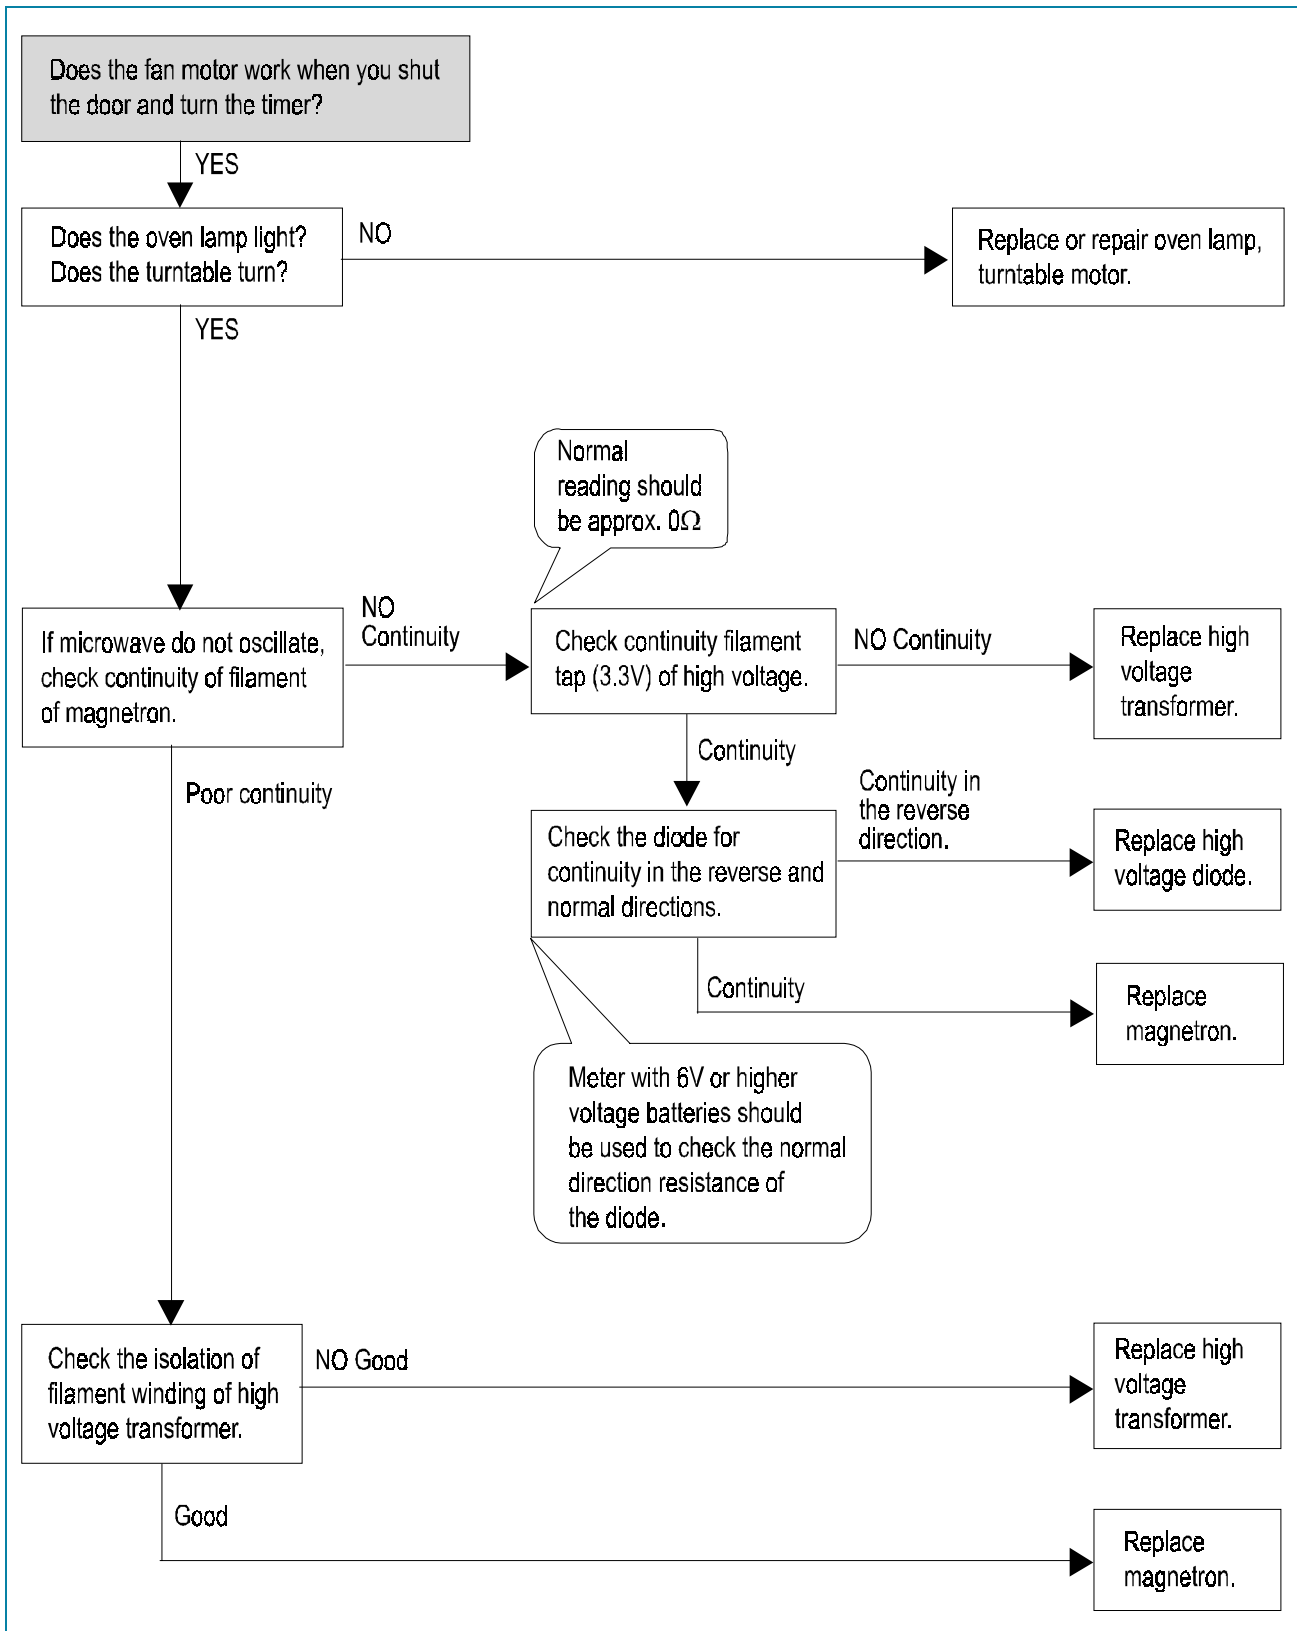 Does the fan motor work when you shut
the door and turn the timer?
YES
Does the oven lamp light?
Does the turntable turn?
NO
Replace or repair oven lamp,
turntable motor.
YES
Normal
reading should
be approx. 0Ω
If microwave do not oscillate,
check continuity of filament
of magnetron.
NO
Continuity
Check continuity filament
tap (3.3V) of high voltage.
NO Continuity
Replace high
voltage
transformer.
Continuity
Poor continuity
Check the diode for
continuity in the reverse and
normal directions.
Continuity in
the reverse
direction.
Replace high
voltage diode.
Continuity
Replace
magnetron.
Meter with 6V or higher
voltage batteries should
be used to check the normal
direction resistance of
the diode.
Check the isolation of
filament winding of high
voltage transformer.
NO Good
Replace high
voltage
transformer.
Good
Replace
magnetron.